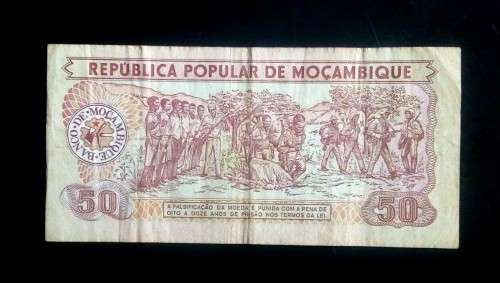 REPÚBLICA POPULAR DE MOÇAMBIQUE
BANCO·DE·MOÇAMBIQUE
50
50
A FALSIFICAÇÃO DA MOEDA É PUNIDA COM A PENA DE
OITO A DOZE ANOS DE PRISÃO NOS TERMOS DA LEI.